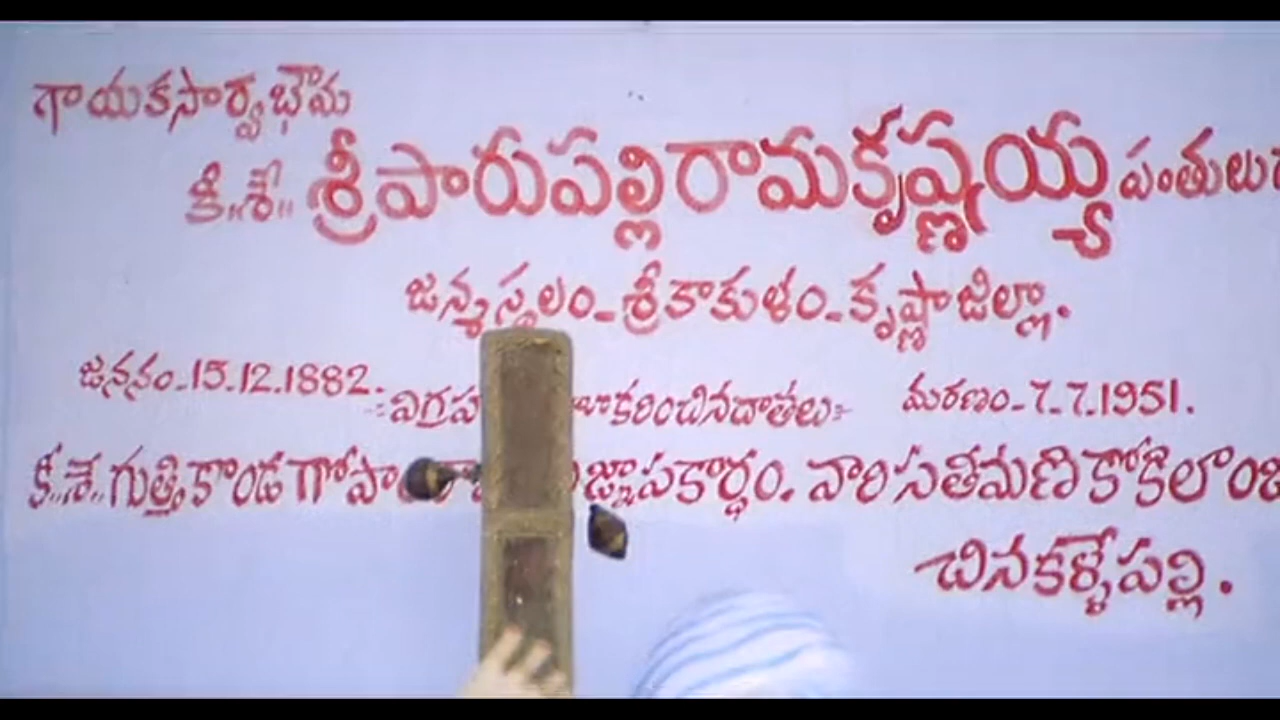 గాయకసార్వభౌమ
కీ..శే.. శ్రీ పారుపల్లి రామకృష్ణయ్య పంతులు
జన్మస్థలం - శ్రీకాకుళం - కృష్ణాజిల్లా.
జననం - 15.12.1882. మరణం - 7.7.1951.
కరించినదాతలు
కీ..శే.. గుత్తికొండ జ్ఞాపకార్ధం. వారి సతీమణి
చినకళ్ళేపల్లి.